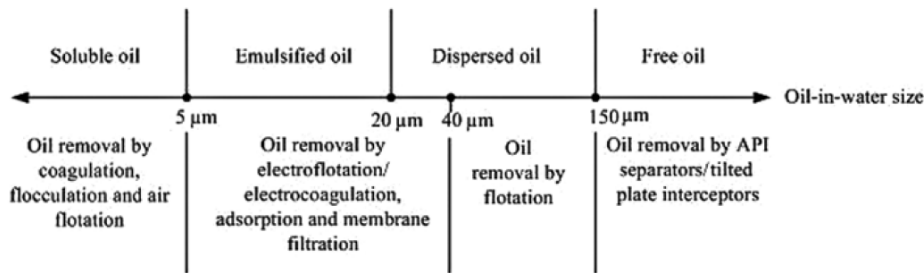 Soluble oil
Emulsified oil
Dispersed oil
Free oil
Oil-in-water size
5 µm
20 µm
40 µm
150 µm
Oil removal by
coagulation,
flocculation and air
flotation
Oil removal by
electroflotation/
electrocoagulation,
adsorption and membrane
filtration
Oil
removal by
flotation
Oil removal by API
separators/tilted
plate interceptors